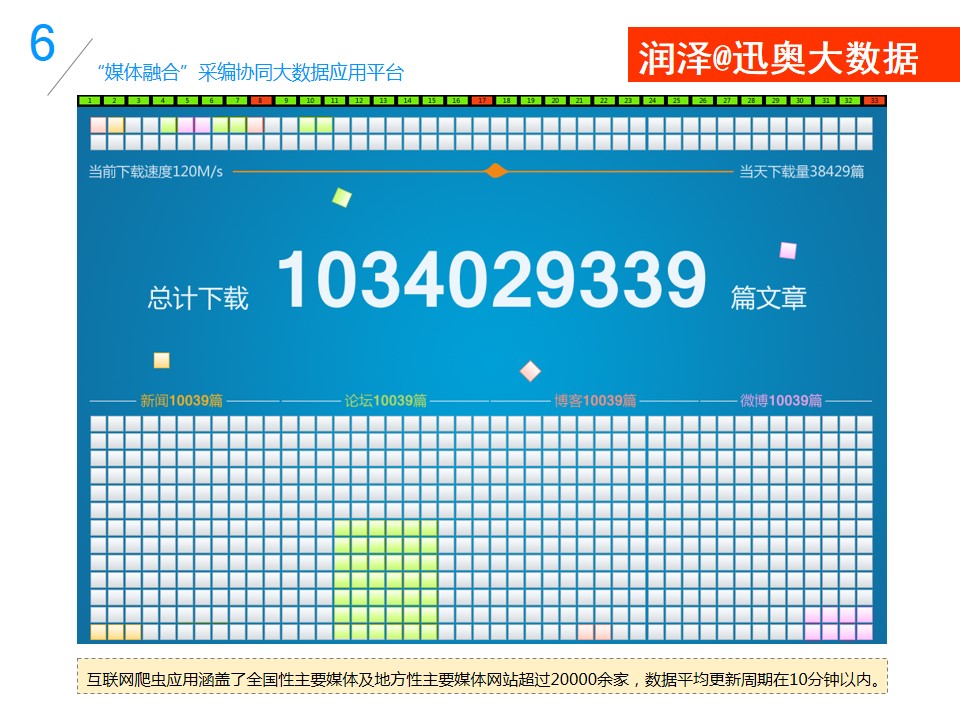 6
“媒体融合”采编协同大数据应用平台
润泽@迅奥大数据
1 2 3 4 5 6 7 8 9 10 11 12 13 14 15 16 17 18 19 20 21 22 23 24 25 26 27 28 29 30 31 32 33
当前下载速度120M/s 当天下载量38429篇
总计下载 1034029339 篇文章
新闻10039篇 论坛10039篇 博客10039篇 微博10039篇
互联网爬虫应用涵盖了全国性主要媒体及地方性主要媒体网站超过20000余家，数据平均更新周期在10分钟以内。